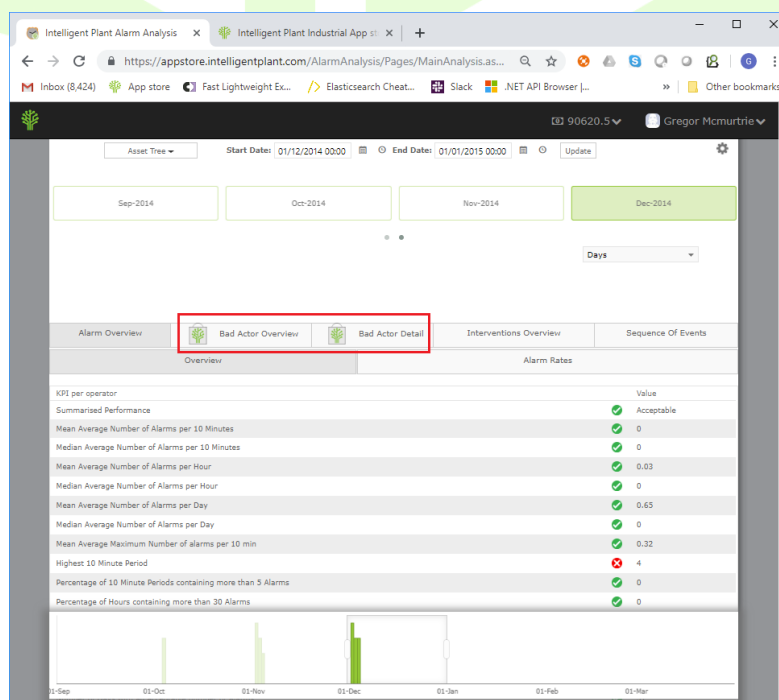 Intelligent Plant Alarm Analysis × Intelligent Plant Industrial App st × +
https://appstore.intelligentplant.com/AlarmAnalysis/Pages/MainAnalysis.as... G
Inbox (8,424) App store Fast Lightweight Ex... Elasticsearch Cheat... Slack .NET API Browser |... » Other bookmarks
90620.5 Gregor Mcmurtrie
Asset Tree Start Date: 01/12/2014 00:00 End Date: 01/01/2015 00:00 Update
Sep-2014 Oct-2014 Nov-2014 Dec-2014
Days
Alarm Overview Bad Actor Overview Bad Actor Detail Interventions Overview Sequence Of Events
Overview Alarm Rates
KPI per operator Value
Summarised Performance Acceptable
Mean Average Number of Alarms per 10 Minutes 0
Median Average Number of Alarms per 10 Minutes 0
Mean Average Number of Alarms per Hour 0.03
Median Average Number of Alarms per Hour 0
Mean Average Number of Alarms per Day 0.65
Median Average Number of Alarms per Day 0
Mean Average Maximum Number of alarms per 10 min 0.32
Highest 10 Minute Period 4
Percentage of 10 Minute Periods containing more than 5 Alarms 0
Percentage of Hours containing more than 30 Alarms 0
01-Sep 01-Oct 01-Nov 01-Dec 01-Jan 01-Feb 01-Mar